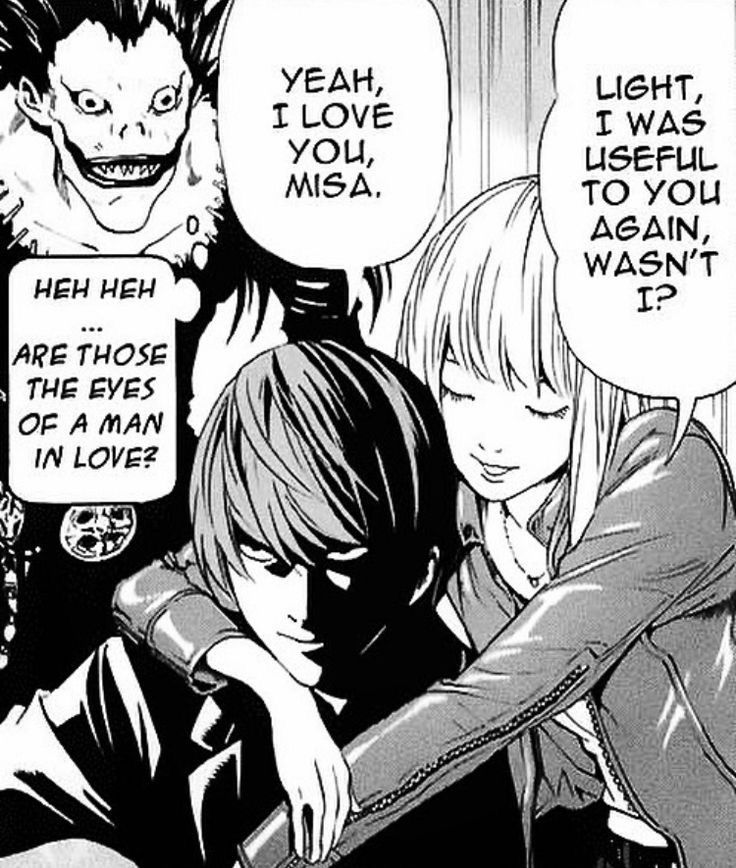 LIGHT,
I WAS
USEFUL
TO YOU
AGAIN,
WASN'T
I?
YEAH,
I LOVE
YOU,
MISA.
HEH HEH
...
ARE THOSE
THE EYES
OF A MAN
IN LOVE?